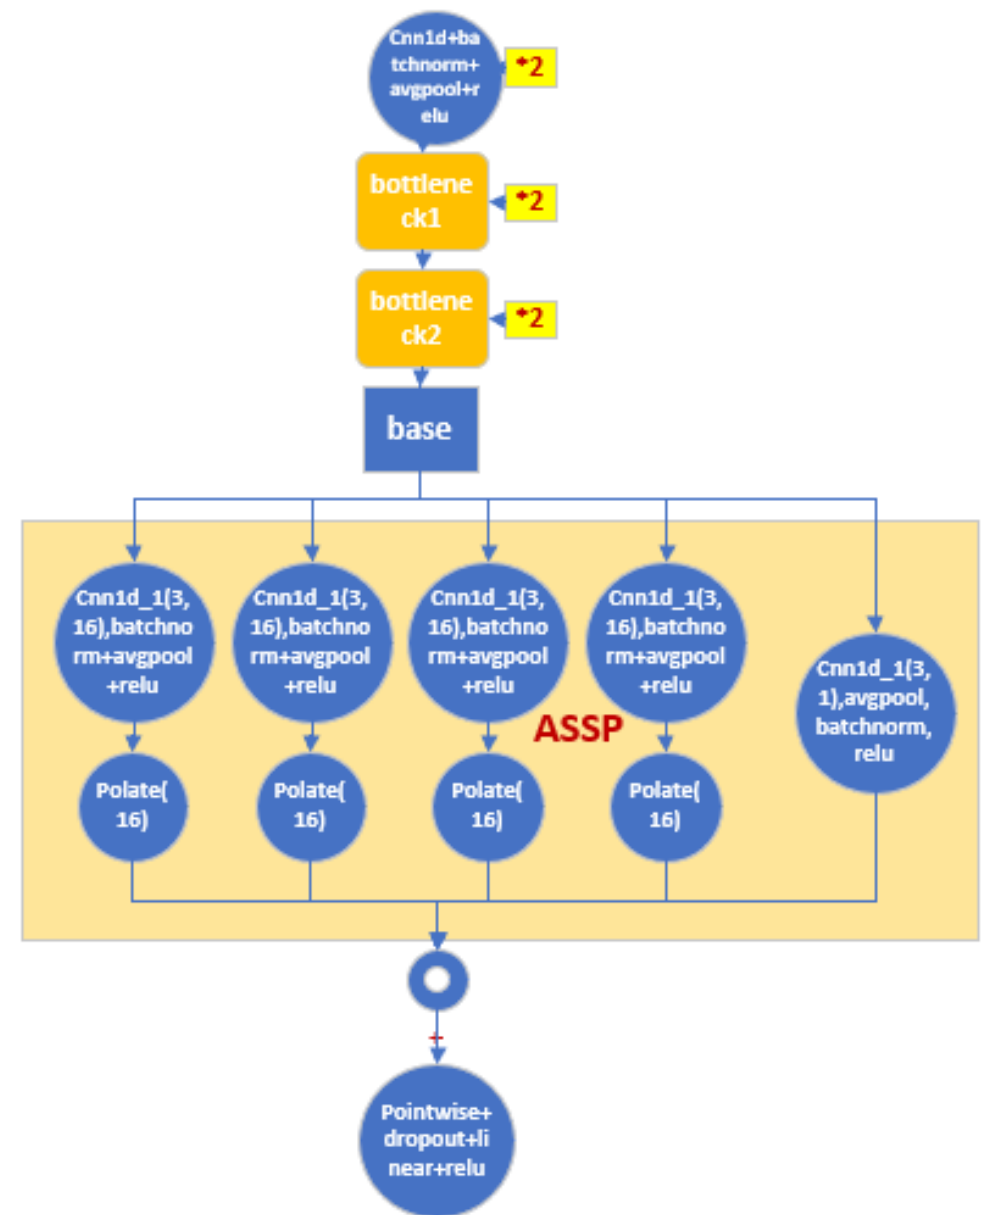 Cnn1d+ba
tchnorm+
avgpool+r
elu
*2
bottlene
ck1
*2
bottlene
ck2
*2
base
Cnn1d_1(3,
16),batchno
rm+avgpool
+relu
Cnn1d_1(3,
16),batchno
rm+avgpool
+relu
Cnn1d_1(3,
16),batchno
rm+avgpool
+relu
Cnn1d_1(3,
16),batchno
rm+avgpool
+relu
Cnn1d_1(3,
1),avgpool,
batchnorm,
relu
ASSP
Polate(
16)
Polate(
16)
Polate(
16)
Polate(
16)
+
Pointwise+
dropout+li
near+relu